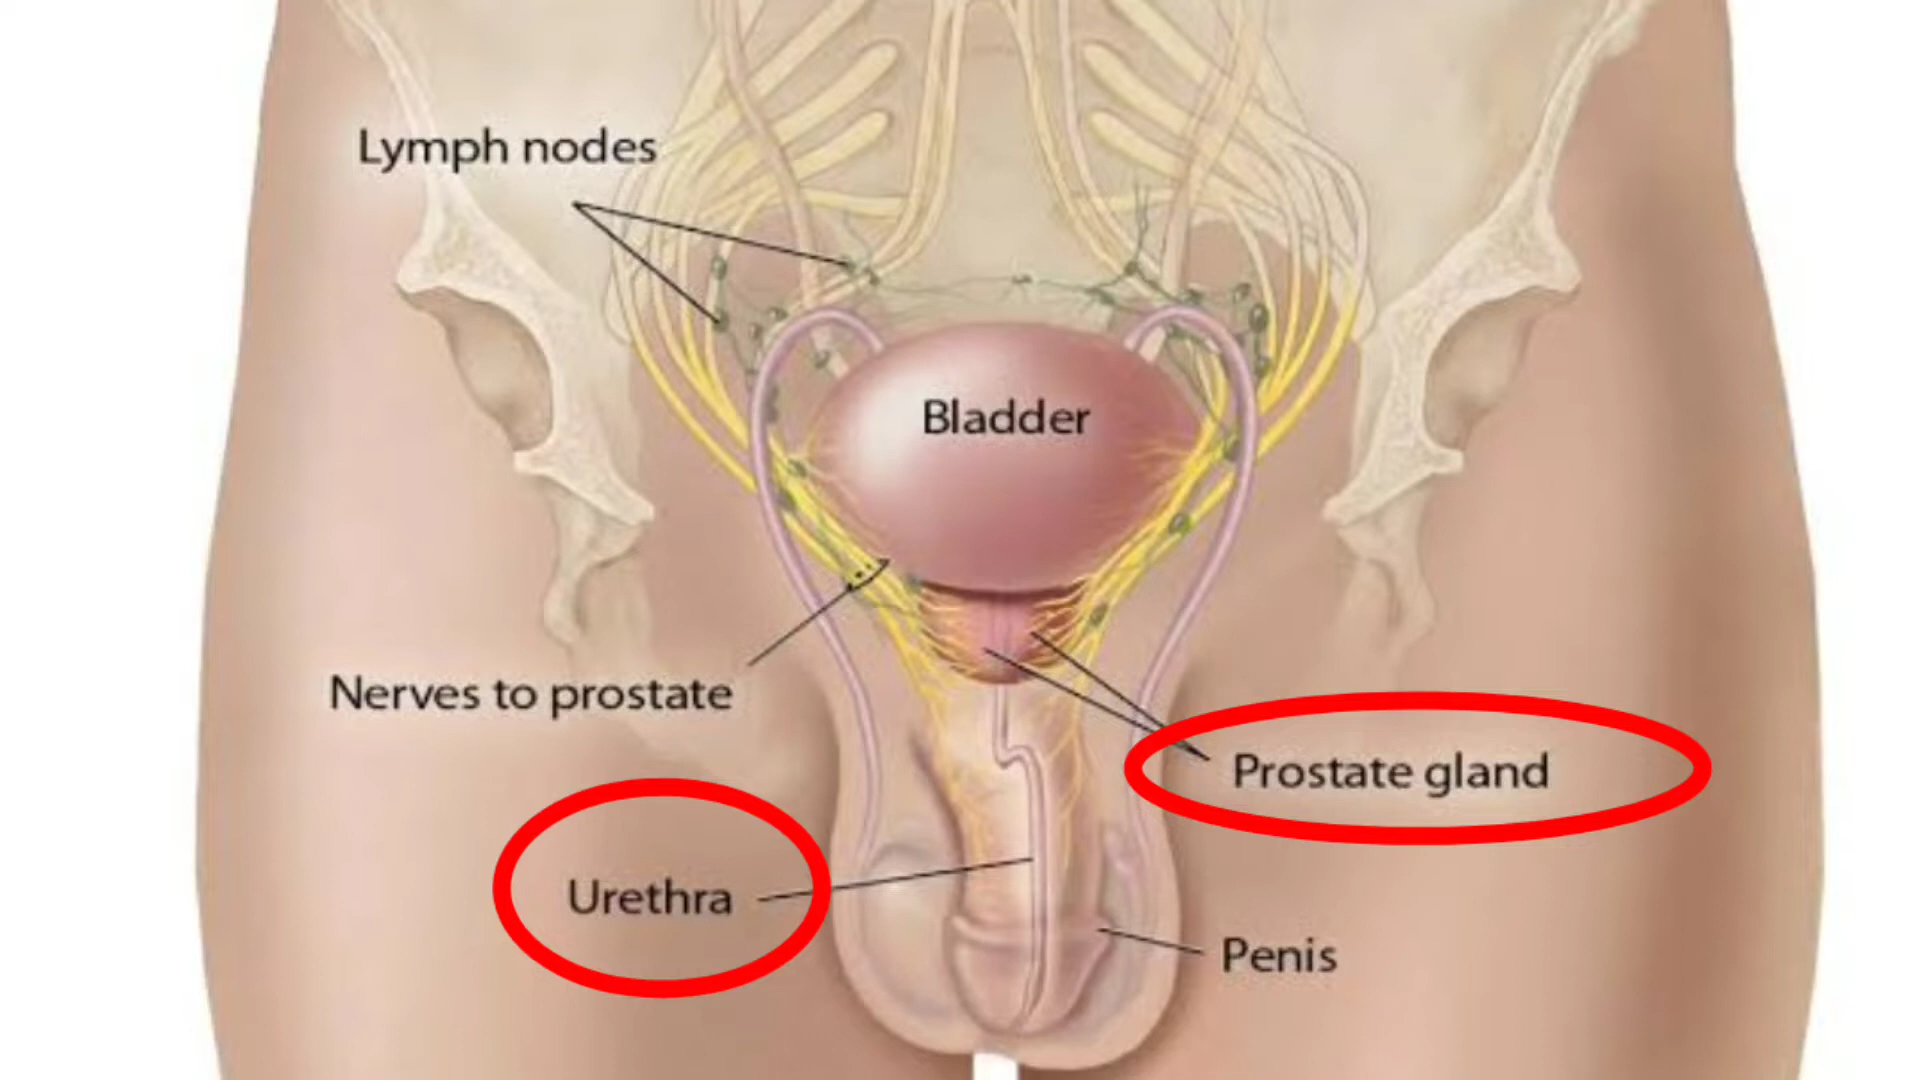 Lymph nodes
Bladder
Nerves to prostate
Prostate gland
Urethra
Penis